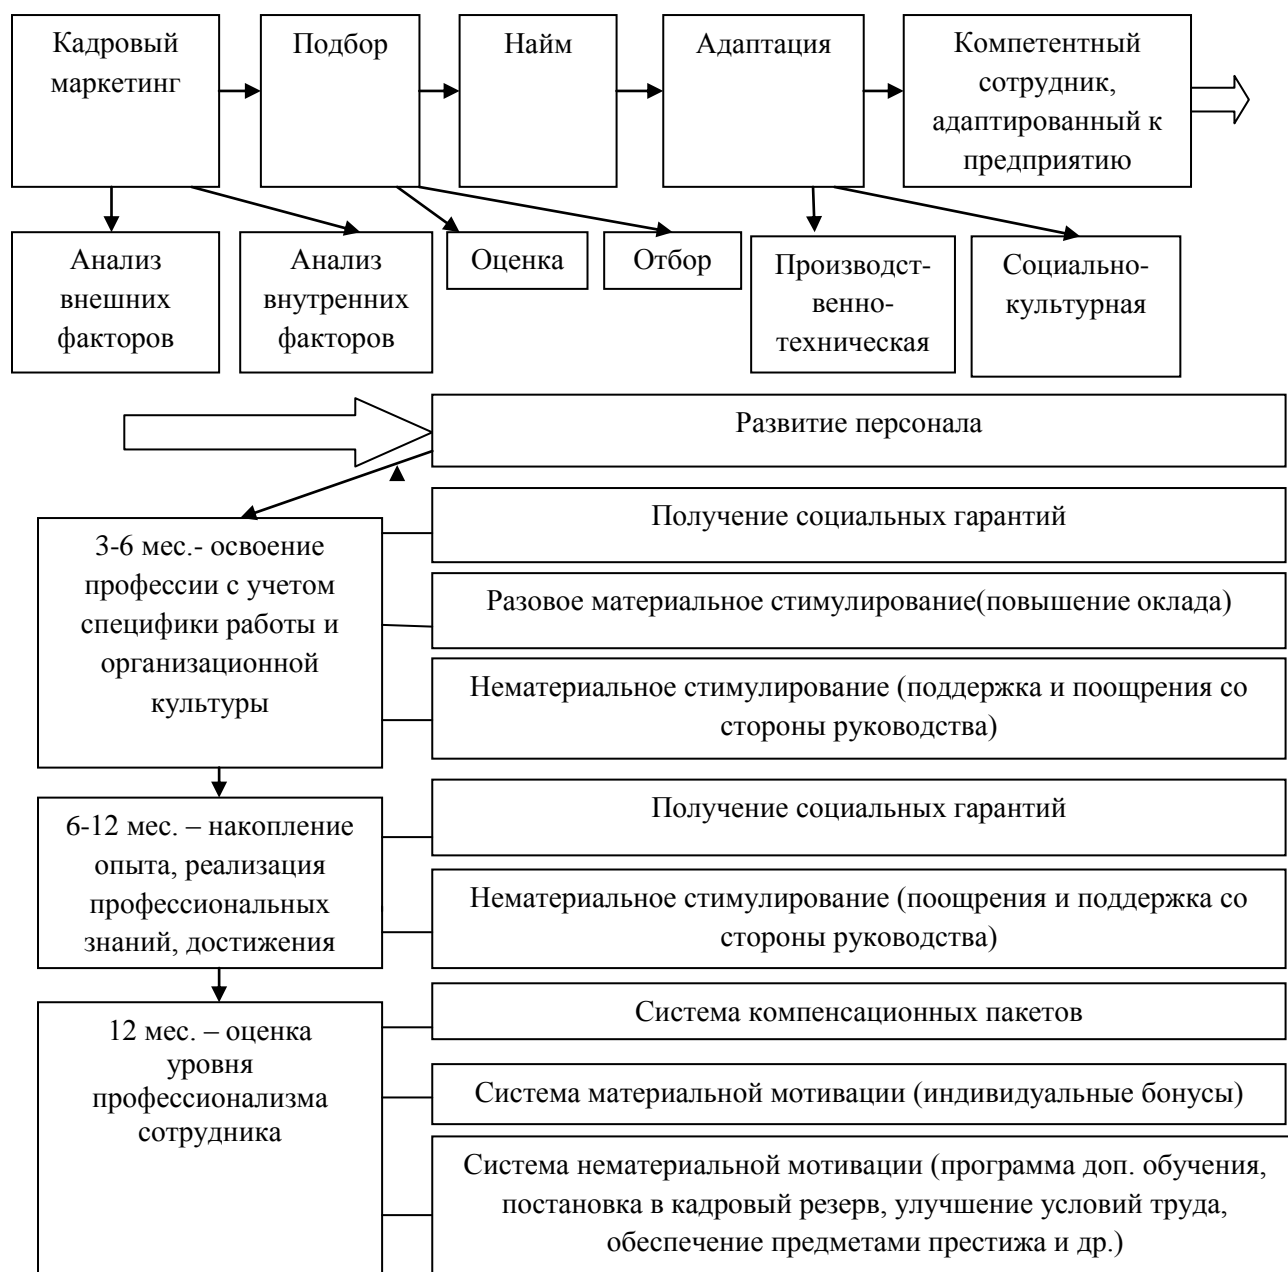 Кадровый
маркетинг
Подбор
Найм
Адаптация
Компетентный
сотрудник,
адаптированный к
предприятию
Анализ
внешних
факторов
Анализ
внутренних
факторов
Оценка
Отбор
Производст-
венно-
техническая
Социально-
культурная
Развитие персонала
3-6 мес.- освоение
профессии с учетом
специфики работы и
организационной
культуры
Получение социальных гарантий
Разовое материальное стимулирование(повышение оклада)
Нематериальное стимулирование (поддержка и поощрения со
стороны руководства)
6-12 мес. – накопление
опыта, реализация
профессиональных
знаний, достижения
Получение социальных гарантий
Нематериальное стимулирование (поощрения и поддержка со
стороны руководства)
12 мес. – оценка
уровня
профессионализма
сотрудника
Система компенсационных пакетов
Система материальной мотивации (индивидуальные бонусы)
Система нематериальной мотивации (программа доп. обучения,
постановка в кадровый резерв, улучшение условий труда,
обеспечение предметами престижа и др.)